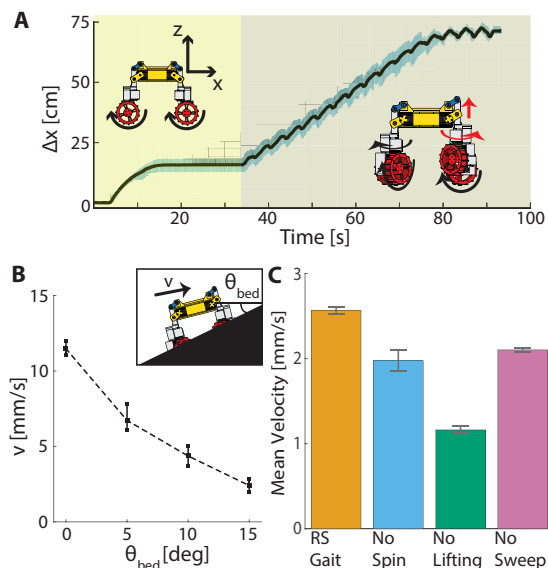 A
75
50
25
0
Δx [cm]
z
x
20
40
60
80
100
Time [s]
B
15
10
5
0
v [mm/s]
v
θbed
0
5
10
15
θbed [deg]
C
3
2
1
0
Mean Velocity [mm/s]
RS Gait
No Spin
No Lifting
No Sweep